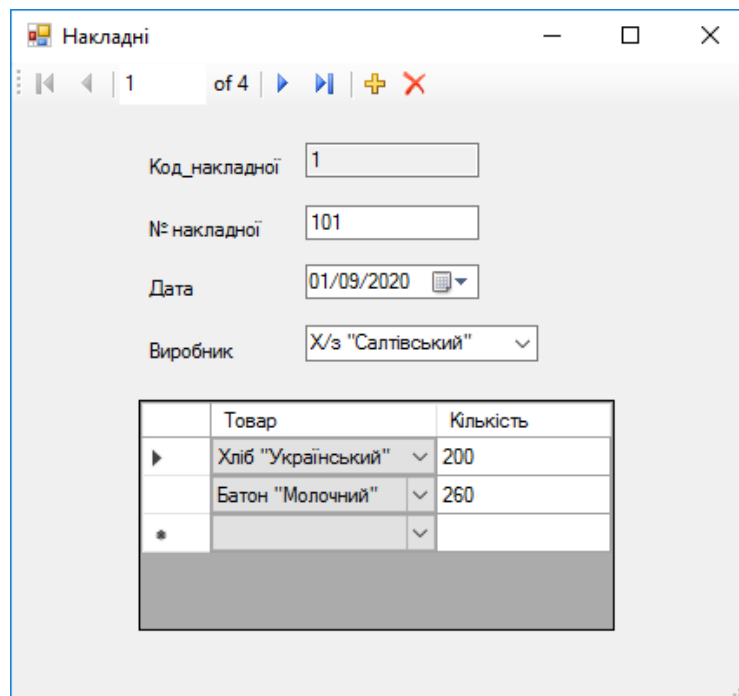 Накладні
1 of 4
Код_накладної 1
№ накладної 101
Дата 01/09/2020
Виробник Х/з "Салтівський"
Товар Кількість
Хліб "Український" 200
Батон "Молочний" 260